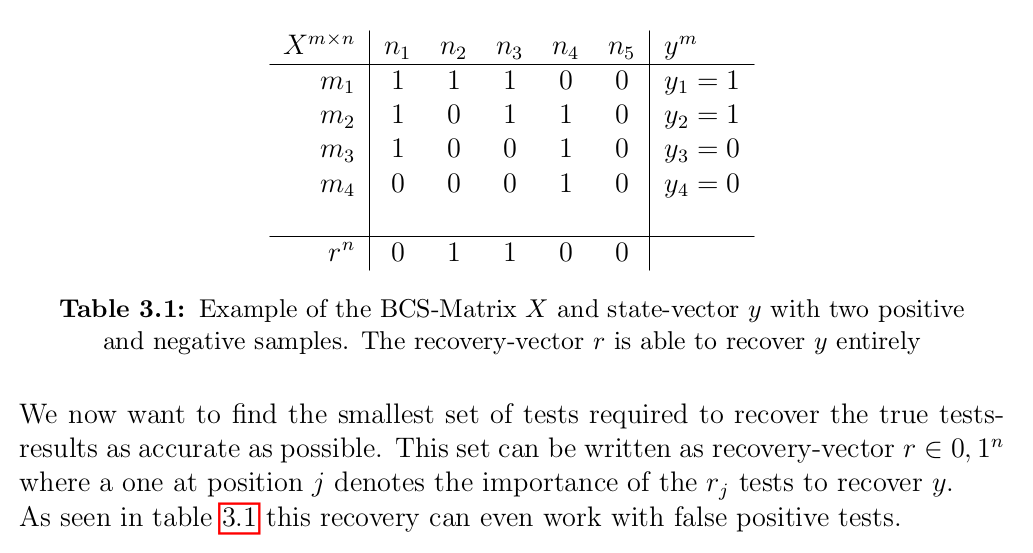 X^{m×n} n_1 n_2 n_3 n_4 n_5 y^m
m_1 1 1 1 0 0 y_1 = 1
m_2 1 0 1 1 0 y_2 = 1
m_3 1 0 0 1 0 y_3 = 0
m_4 0 0 0 1 0 y_4 = 0
r^n 0 1 1 0 0
Table 3.1: Example of the BCS-Matrix X and state-vector y with two positive
and negative samples. The recovery-vector r is able to recover y entirely
We now want to find the smallest set of tests required to recover the true tests-
results as accurate as possible. This set can be written as recovery-vector r ∈ 0, 1^n
where a one at position j denotes the importance of the r_j tests to recover y.
As seen in table 3.1 this recovery can even work with false positive tests.